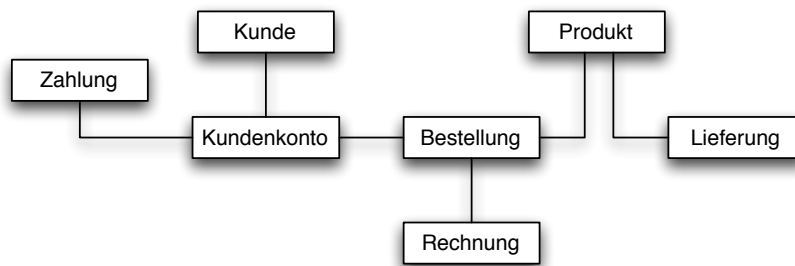 Kunde
Produkt
Zahlung
Kundenkonto
Bestellung
Lieferung
Rechnung